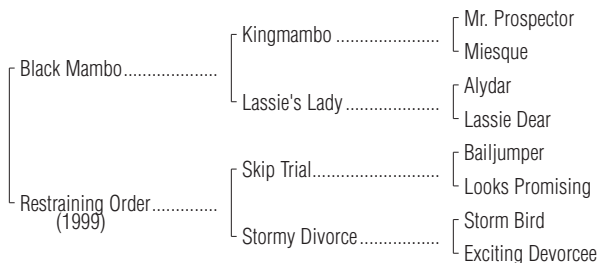 Mr. Prospector
Kingmambo ......................
Miesque
Black Mambo....................
Alydar
Lassie's Lady ....................
Lassie Dear
Bailjumper
Skip Trial...........................
Looks Promising
Restraining Order..............
(1999)
Storm Bird
Stormy Divorce.................
Exciting Devorcee